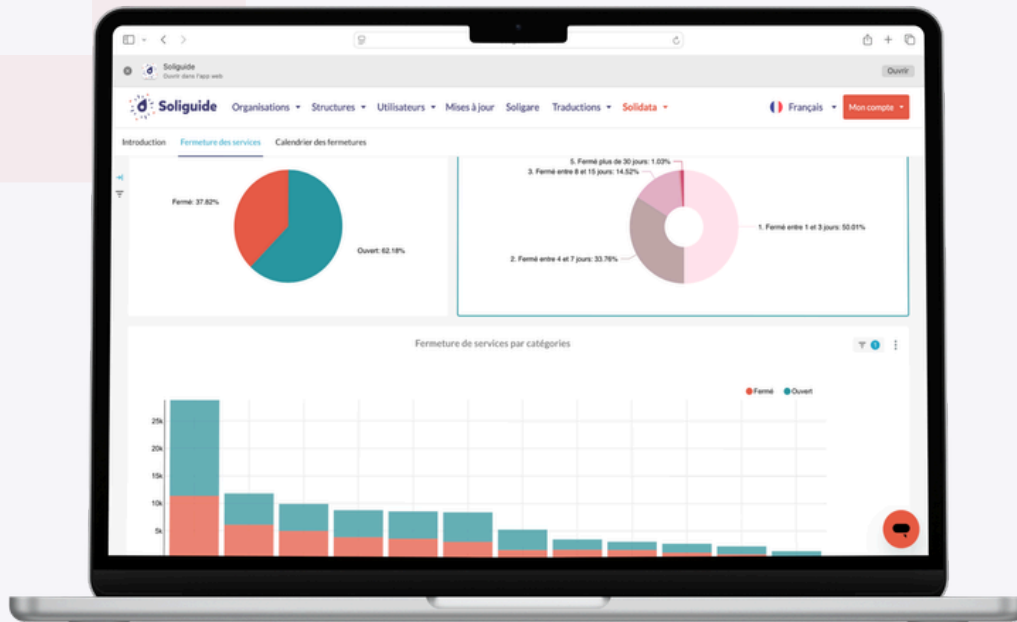 Soliguide
Ouvrir dans l'app web
Ouvrir
Soliguide Organisations Structures Utilisateurs Mises à jour Soligare Traductions Solidata Français Mon compte
Introduction Fermeture des services Calendrier des fermetures
Fermé: 37.82%
Ouvert: 62.18%
5. Fermé plus de 30 jours: 1.03%
3. Fermé entre 8 et 15 jours: 14.52%
1. Fermé entre 1 et 3 jours: 50.01%
2. Fermé entre 4 et 7 jours: 33.76%
Fermeture de services par catégories
1
Fermé Ouvert
25k
20k
15k
10k
5k